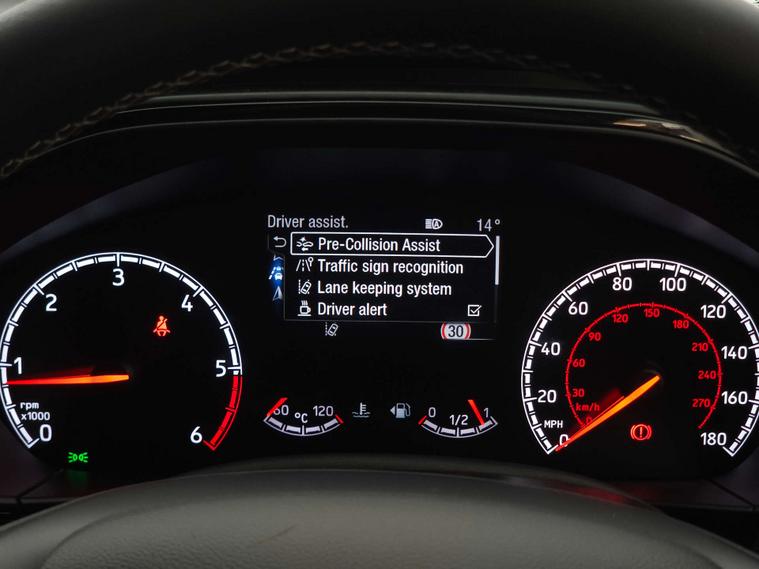 Driver assist. A 14°
Pre-Collision Assist
Traffic sign recognition
Lane keeping system
Driver alert
30
0 1 2 3 4 5 6
rpm
x1000
60 °C 120
0 1/2 1
0 20 40 60 80 100 120 140 160 180
MPH
0 30 60 90 120 150 180 210 240 270
km/h